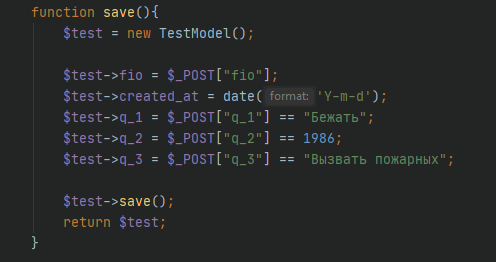 function save(){
$test = new TestModel();
$test->fio = $_POST["fio"];
$test->created_at = date( format: 'Y-m-d');
$test->q_1 = $_POST["q_1"] == "Бежать";
$test->q_2 = $_POST["q_2"] == 1986;
$test->q_3 = $_POST["q_3"] == "Вызвать пожарных";
$test->save();
return $test;
}